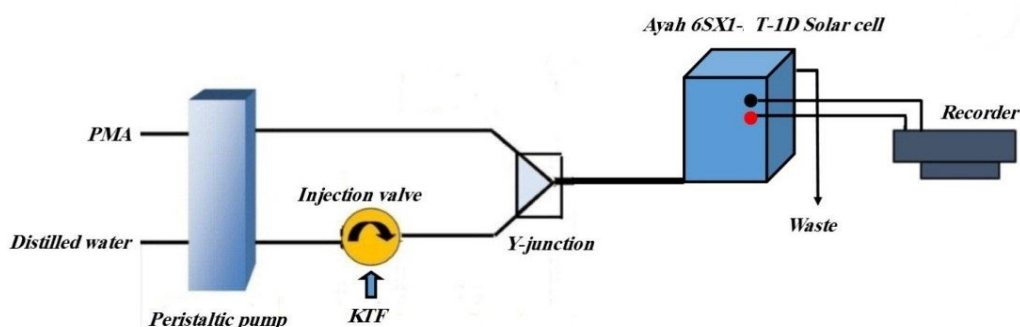 Ayah 6SX1-. T-1D Solar cell
PMA
Recorder
Injection valve
Distilled water
Y-junction
Waste
Peristaltic pump
KTF